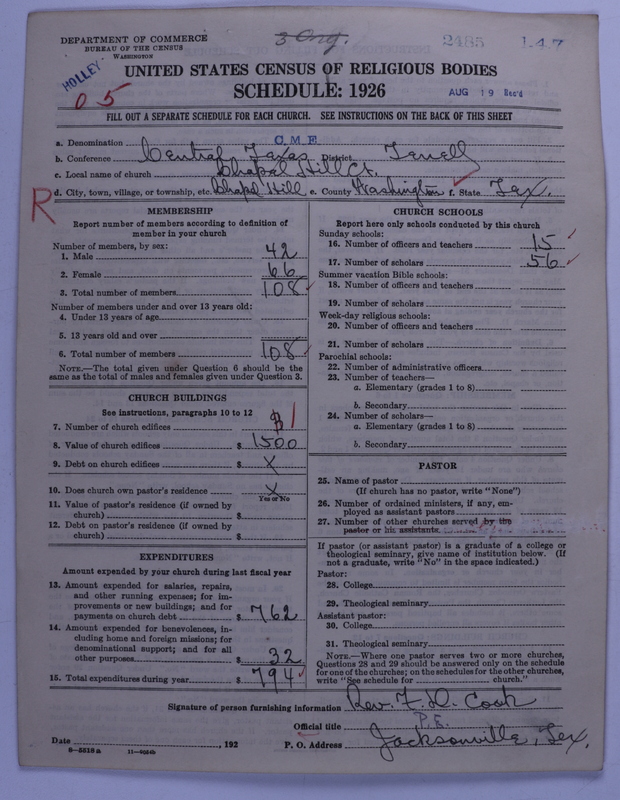 DEPARTMENT OF COMMERCE
BUREAU OF THE CENSUS
WASHINGTON
3 Ong.
2485 1.4.7
HOLLEY
05
UNITED STATES CENSUS OF RELIGIOUS BODIES
SCHEDULE: 1926
AUG 19 Rec'd
FILL OUT A SEPARATE SCHEDULE FOR EACH CHURCH. SEE INSTRUCTIONS ON THE BACK OF THIS SHEET
a. Denomination C M E
b. Conference Central Texas District Terrell
c. Local name of church Chapel Hill Ct.
d. City, town, village, or township, etc. Chapel Hill e. County Washington f. State Tex.
R
MEMBERSHIP
Report number of members according to definition of
member in your church
Number of members, by sex:
1. Male 42
2. Female 66
3. Total number of members 108
Number of members under and over 13 years old:
4. Under 13 years of age
5. 13 years old and over
6. Total number of members 108
NOTE.—The total given under Question 6 should be the
same as the total of males and females given under Question 3.
CHURCH BUILDINGS
See instructions, paragraphs 10 to 12
7. Number of church edifices 1
8. Value of church edifices $ 1500
9. Debt on church edifices $ X
10. Does church own pastor's residence X
Yes or No
11. Value of pastor's residence (if owned by
church) $
12. Debt on pastor's residence (if owned by
church) $
EXPENDITURES
Amount expended by your church during last fiscal year
13. Amount expended for salaries, repairs,
and other running expenses; for im-
provements or new buildings; and for
payments on church debt $ 762
14. Amount expended for benevolences, in-
cluding home and foreign missions; for
denominational support; and for all
other purposes $ 32
15. Total expenditures during year $ 794
CHURCH SCHOOLS
Report here only schools conducted by this church
Sunday schools:
16. Number of officers and teachers 15
17. Number of scholars 56
Summer vacation Bible schools:
18. Number of officers and teachers
19. Number of scholars
Week-day religious schools:
20. Number of officers and teachers
21. Number of scholars
Parochial schools:
22. Number of administrative officers
23. Number of teachers—
a. Elementary (grades 1 to 8)
b. Secondary
24. Number of scholars—
a. Elementary (grades 1 to 8)
b. Secondary
PASTOR
25. Name of pastor
(If church has no pastor, write "None")
26. Number of ordained ministers, if any, em-
ployed as assistant pastors
27. Number of other churches served by the
pastor or his assistants
If pastor (or assistant pastor) is a graduate of a college or
theological seminary, give name of institution below. (If
not a graduate, write "No" in the space indicated.)
Pastor:
28. College
29. Theological seminary
Assistant pastor:
30. College
31. Theological seminary
NOTE.—Where one pastor serves two or more churches,
Questions 28 and 29 should be answered only on the schedule
for one of the churches; on the schedules for the other churches,
write "See schedule for church."
Signature of person furnishing information Rev. F. D. Cook
Official title P.E.
Date , 192 P. O. Address Jacksonville, Tex.
8-5518a 11-9054b